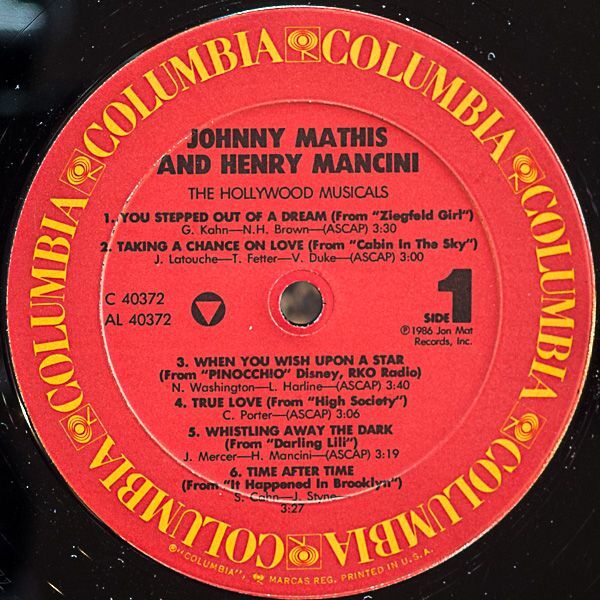 COLUMBIA COLUMBIA COLUMBIA COLUMBIA COLUMBIA COLUMBIA COLUMBIA COLUMBIA
JOHNNY MATHIS
AND HENRY MANCINI
THE HOLLYWOOD MUSICALS
1. YOU STEPPED OUT OF A DREAM (From "Ziegfeld Girl")
G. Kahn—N.H. Brown—(ASCAP) 3:30
2. TAKING A CHANCE ON LOVE (From "Cabin In The Sky")
J. Latouche—T. Fetter—V. Duke—(ASCAP) 3:00
C 40372
AL 40372
SIDE 1
℗1986 Jon Mat
Records, Inc.
3. WHEN YOU WISH UPON A STAR
(From "PINOCCHIO" Disney, RKO Radio)
N. Washington—L. Harline—(ASCAP) 3:40
4. TRUE LOVE (From "High Society")
C. Porter—(ASCAP) 3:06
5. WHISTLING AWAY THE DARK
(From "Darling Lili")
J. Mercer—H. Mancini—(ASCAP) 3:19
6. TIME AFTER TIME
(From "It Happened In Brooklyn")
S. Cahn—J. Styne—
3:27
®"COLUMBIA", MARCAS REG. PRINTED IN U.S.A.